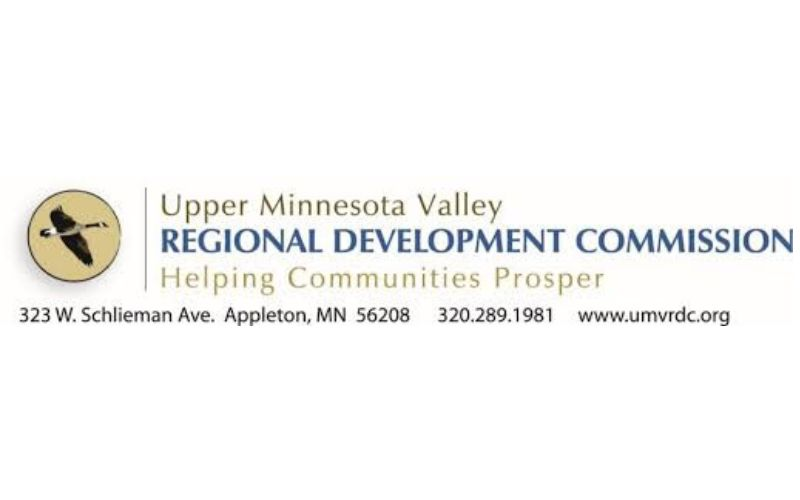 Upper Minnesota Valley
REGIONAL DEVELOPMENT COMMISSION
Helping Communities Prosper
323 W. Schlieman Ave. Appleton, MN 56208 320.289.1981 www.umvrdc.org